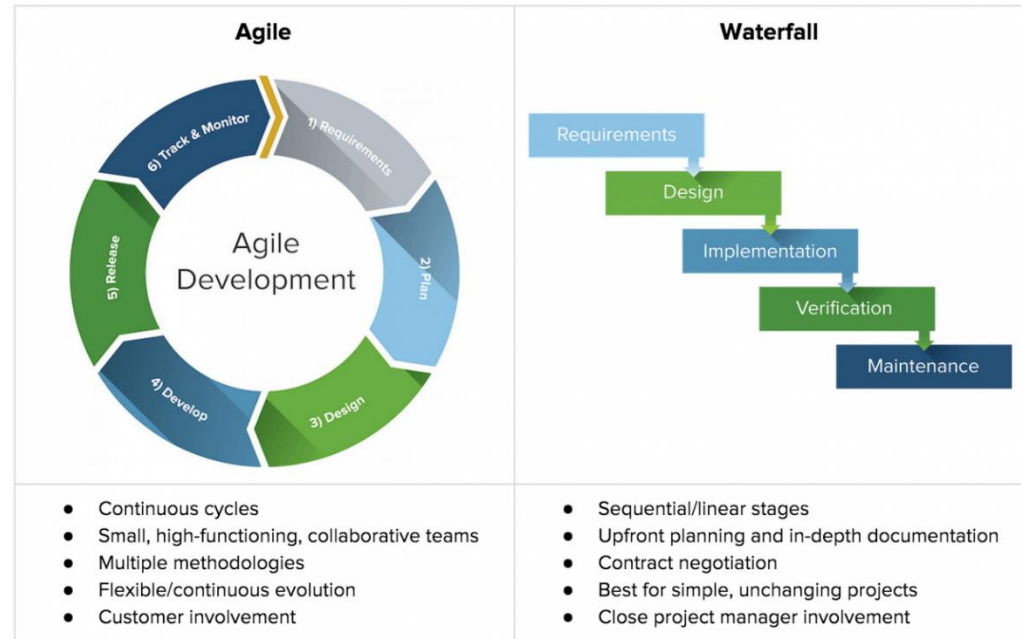 Agile
1) Requirements
2) Plan
3) Design
4) Develop
5) Release
6) Track & Monitor
Agile
Development
● Continuous cycles
● Small, high-functioning, collaborative teams
● Multiple methodologies
● Flexible/continuous evolution
● Customer involvement
Waterfall
Requirements
Design
Implementation
Verification
Maintenance
● Sequential/linear stages
● Upfront planning and in-depth documentation
● Contract negotiation
● Best for simple, unchanging projects
● Close project manager involvement